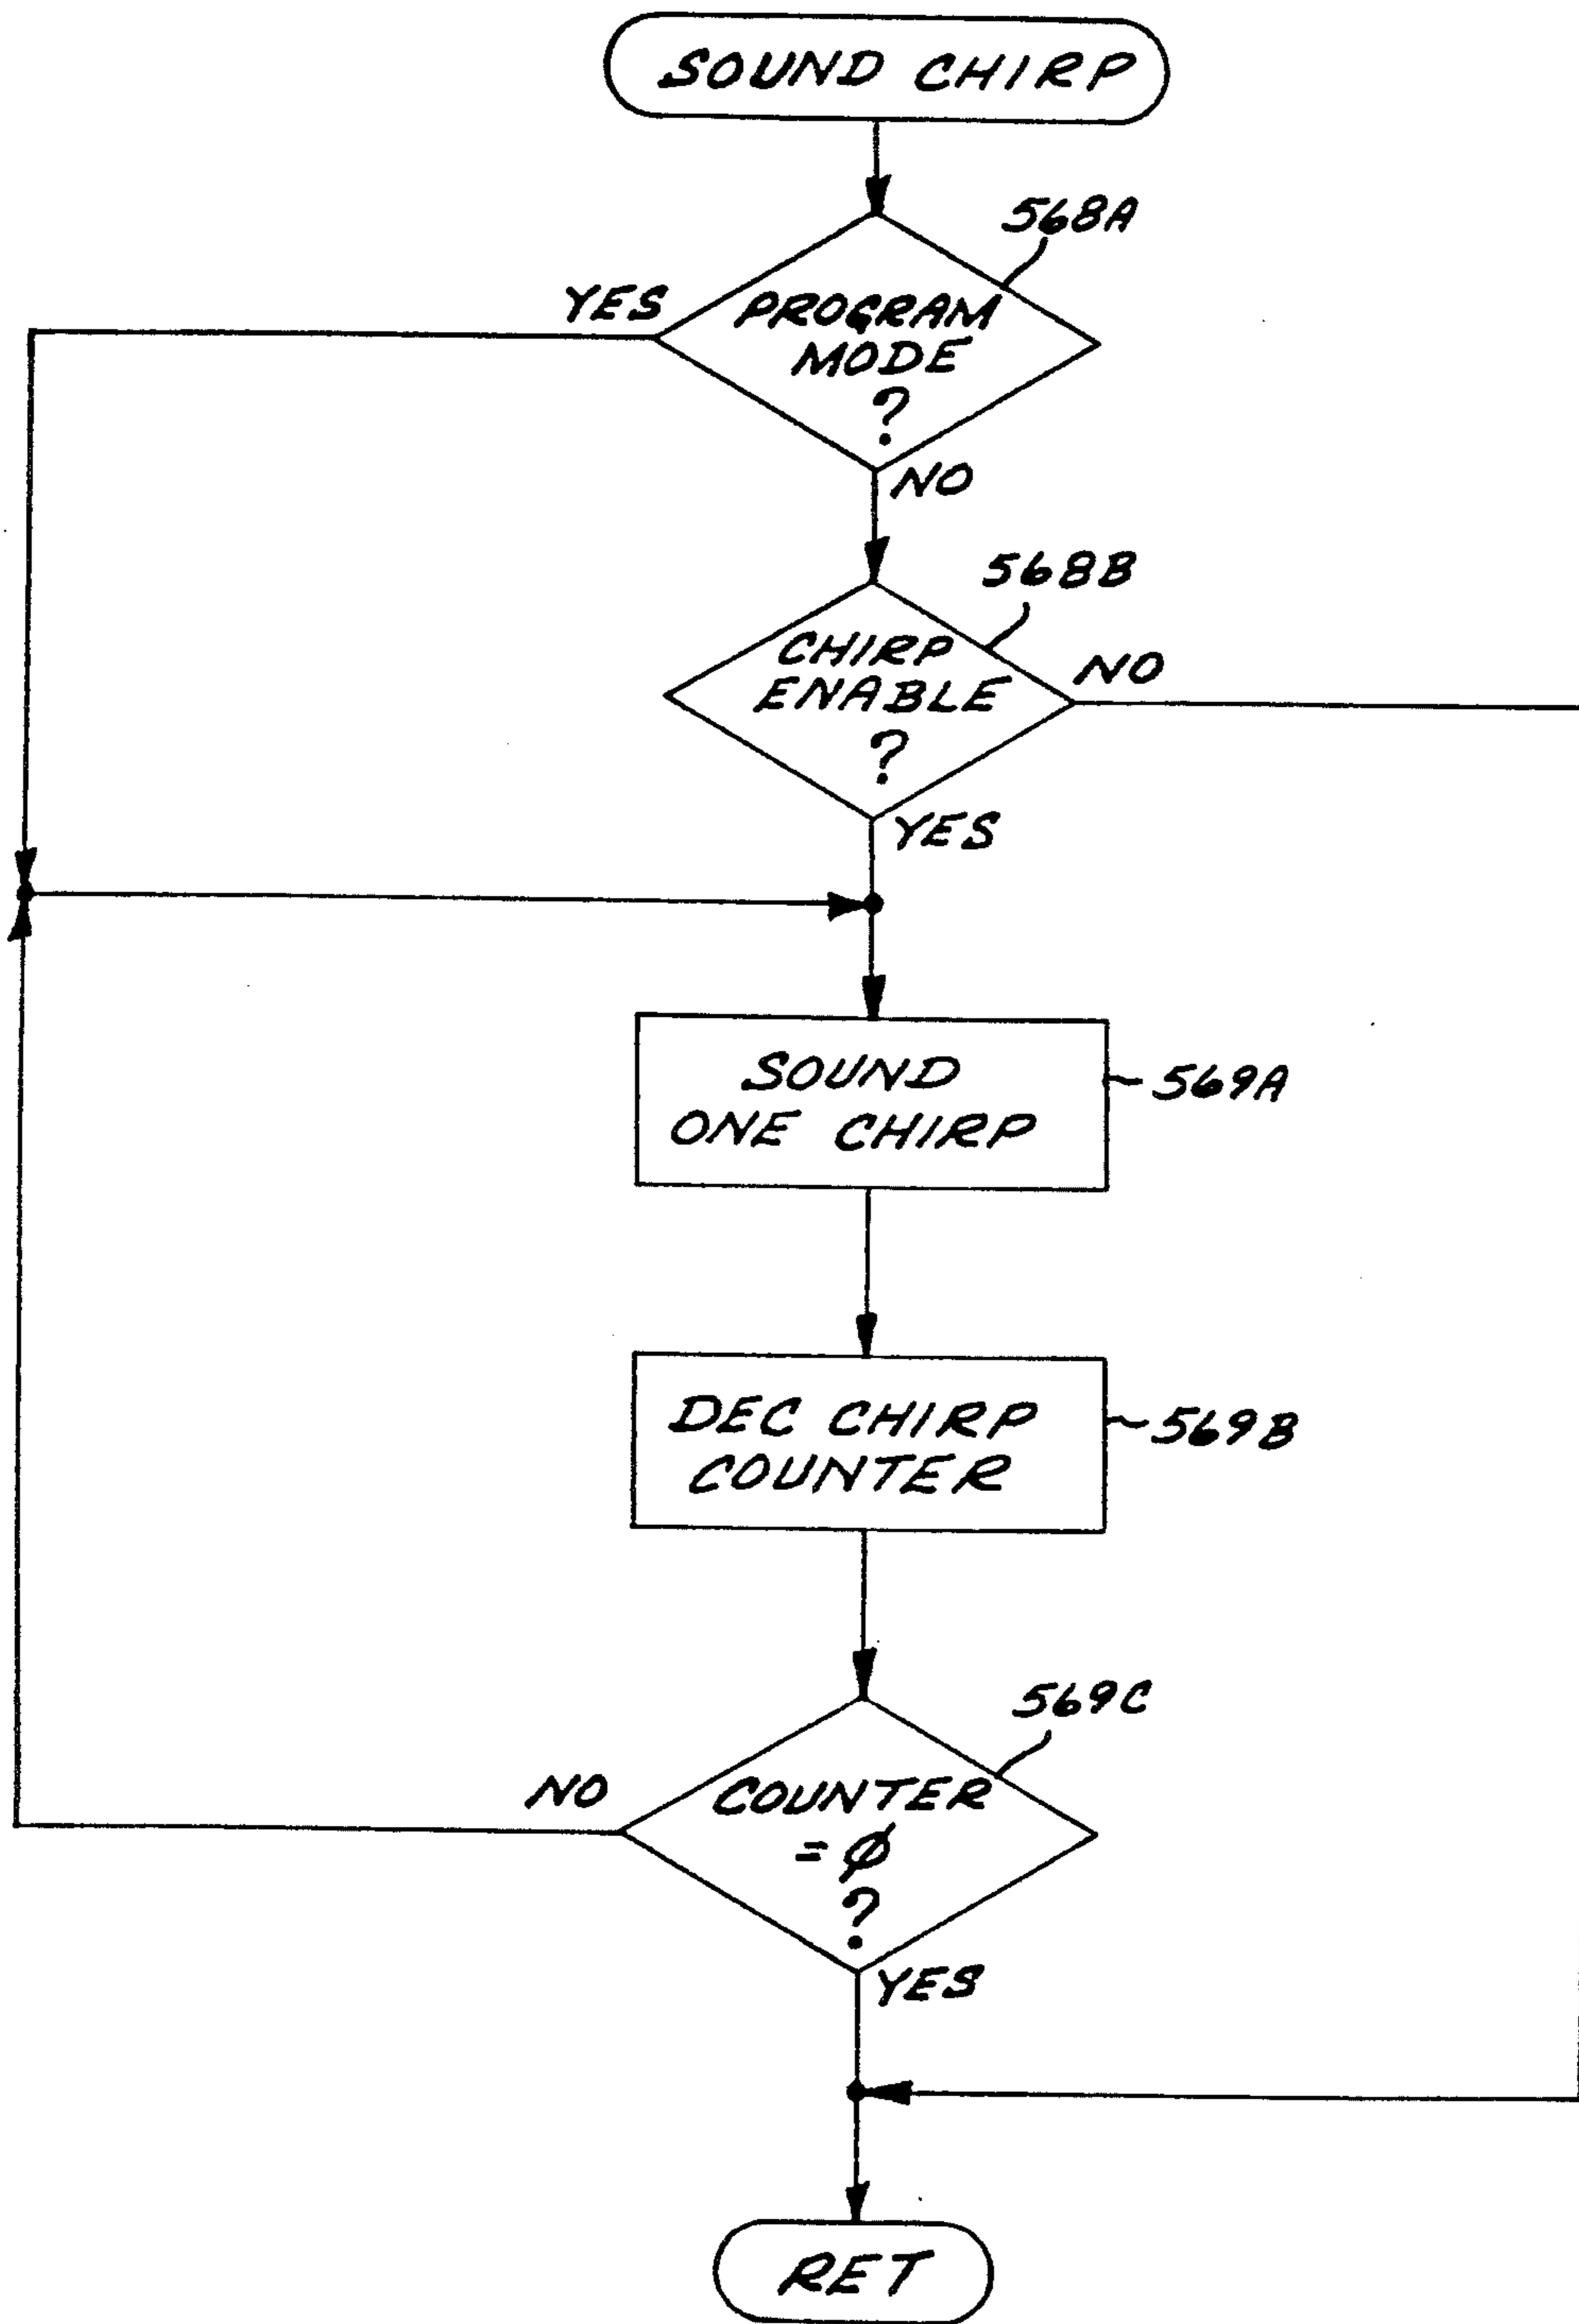 SOUND CHIRP
568A
YES
PROGRAM
MODE
?
NO
568B
CHIRP
ENABLE
?
NO
YES
SOUND
ONE CHIRP
569A
DEC CHIRP
COUNTER
569B
569C
NO
COUNTER
=Ø
?
YES
RET